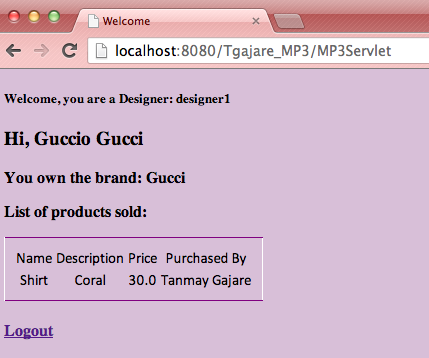 Welcome
localhost:8080/Tgajare_MP3/MP3Servlet
Welcome, you are a Designer: designer1
Hi, Guccio Gucci
You own the brand: Gucci
List of products sold:
Name Description Price Purchased By
Shirt Coral 30.0 Tanmay Gajare
Logout